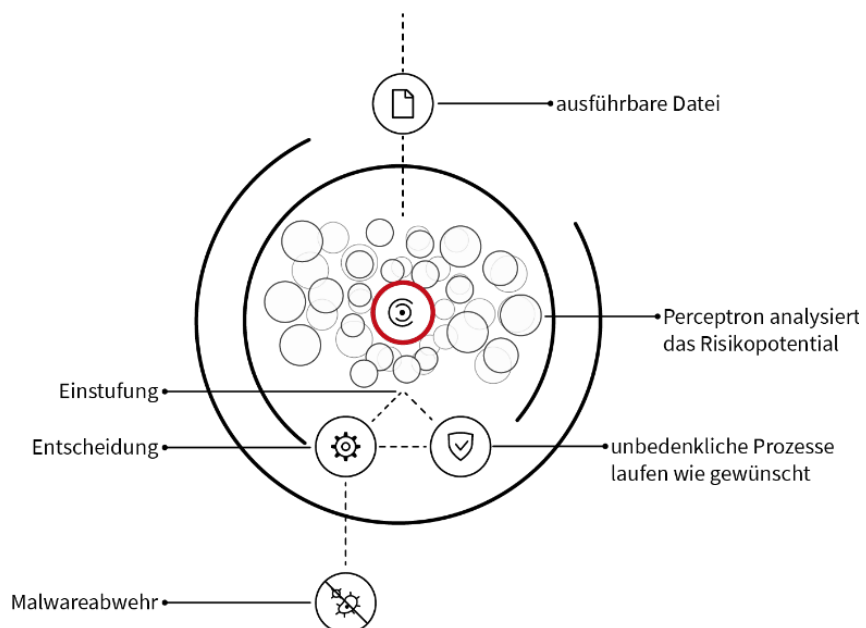 ausführbare Datei
Perceptron analysiert
das Risikopotential
Einstufung
Entscheidung
unbedenkliche Prozesse
laufen wie gewünscht
Malwareabwehr